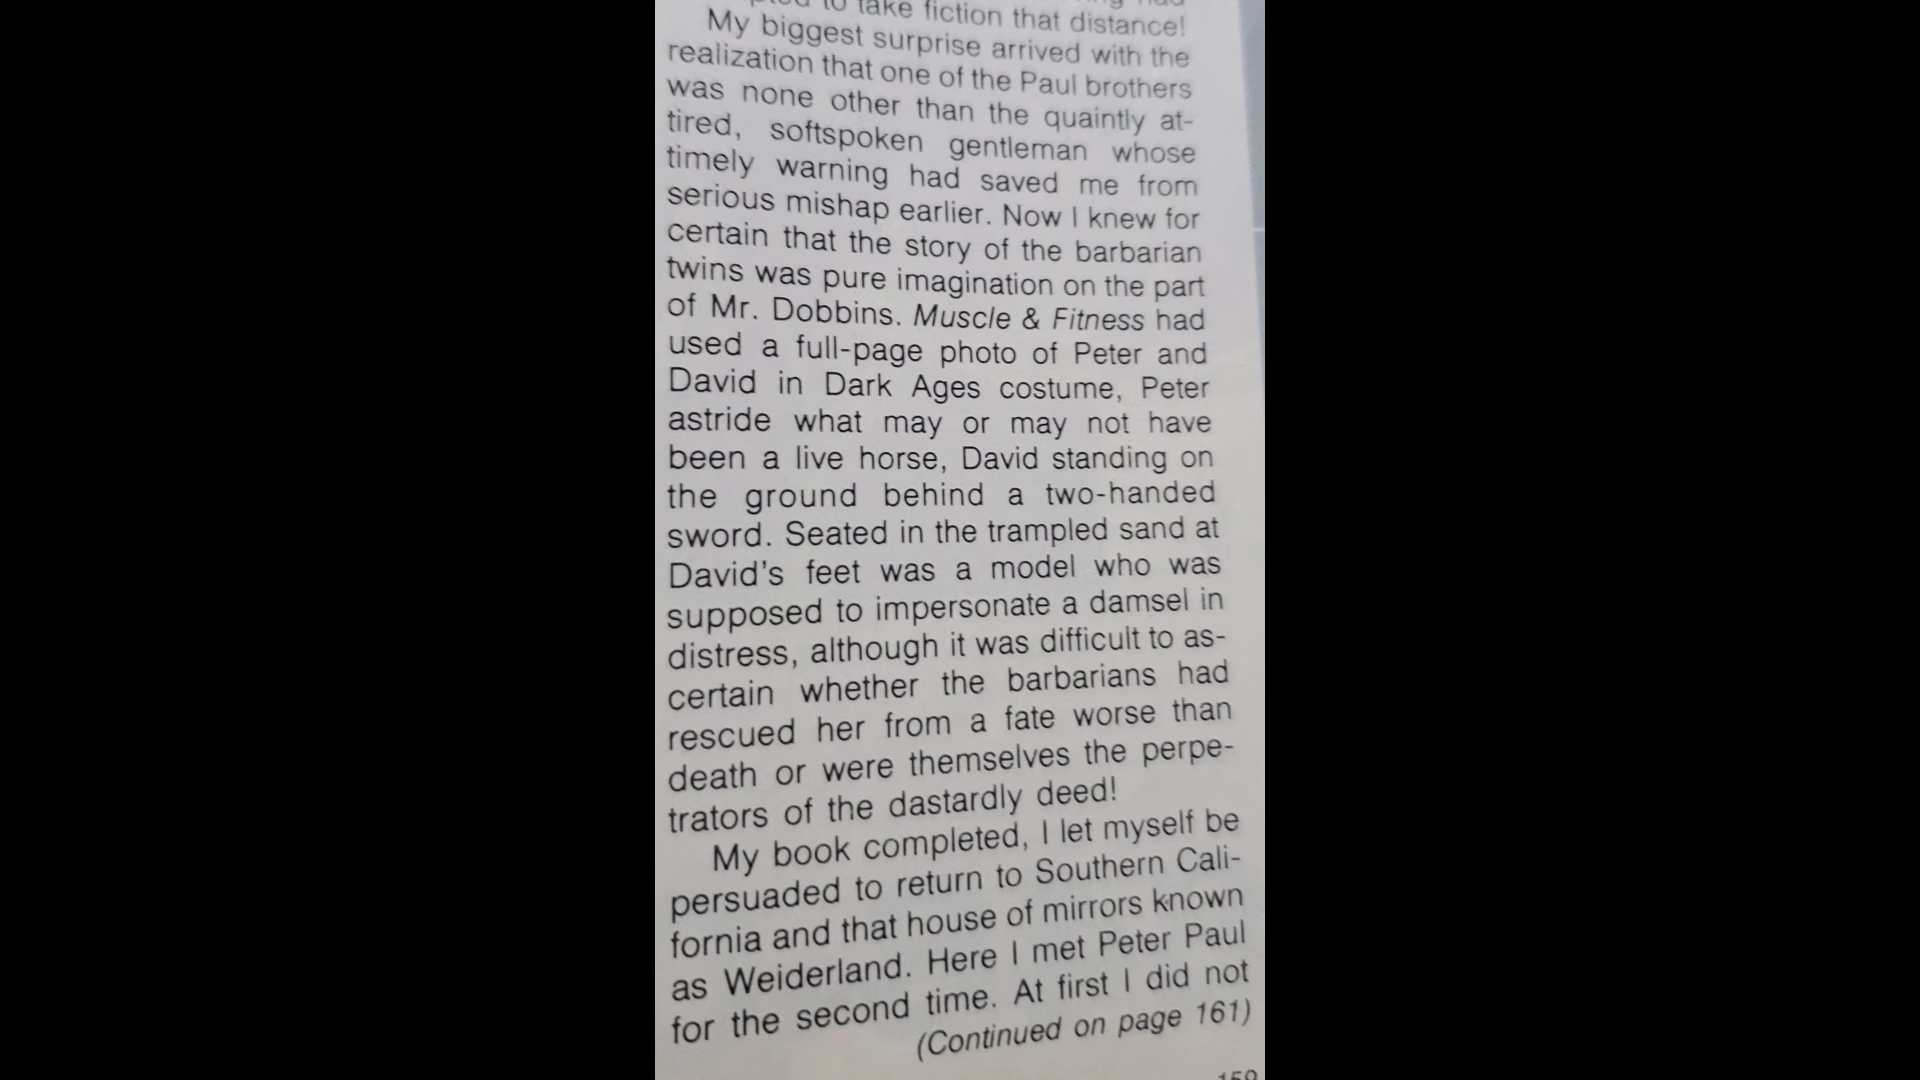 to take fiction that distance!
My biggest surprise arrived with the
realization that one of the Paul brothers
was none other than the quaintly at-
tired, softspoken gentleman whose
timely warning had saved me from
serious mishap earlier. Now I knew for
certain that the story of the barbarian
twins was pure imagination on the part
of Mr. Dobbins. Muscle & Fitness had
used a full-page photo of Peter and
David in Dark Ages costume, Peter
astride what may or may not have
been a live horse, David standing on
the ground behind a two-handed
sword. Seated in the trampled sand at
David's feet was a model who was
supposed to impersonate a damsel in
distress, although it was difficult to as-
certain whether the barbarians had
rescued her from a fate worse than
death or were themselves the perpe-
trators of the dastardly deed!
My book completed, I let myself be
persuaded to return to Southern Cali-
fornia and that house of mirrors known
as Weiderland. Here I met Peter Paul
for the second time. At first I did not
(Continued on page 161)